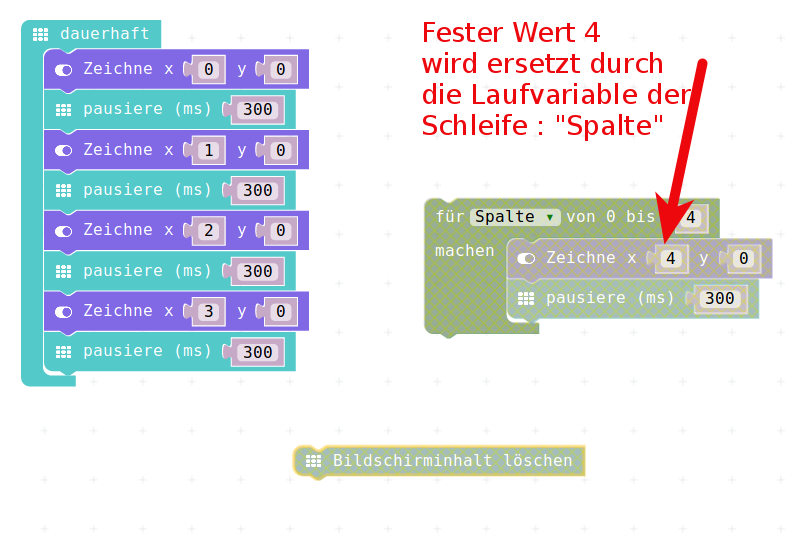 dauerhaft
Zeichne x 0 y 0
pausiere (ms) 300
Zeichne x 1 y 0
pausiere (ms) 300
Zeichne x 2 y 0
pausiere (ms) 300
Zeichne x 3 y 0
pausiere (ms) 300
Fester Wert 4
wird ersetzt durch
die Laufvariable der
Schleife : "Spalte"
für Spalte ▾ von 0 bis 4
machen Zeichne x 4 y 0
pausiere (ms) 300
Bildschirminhalt löschen